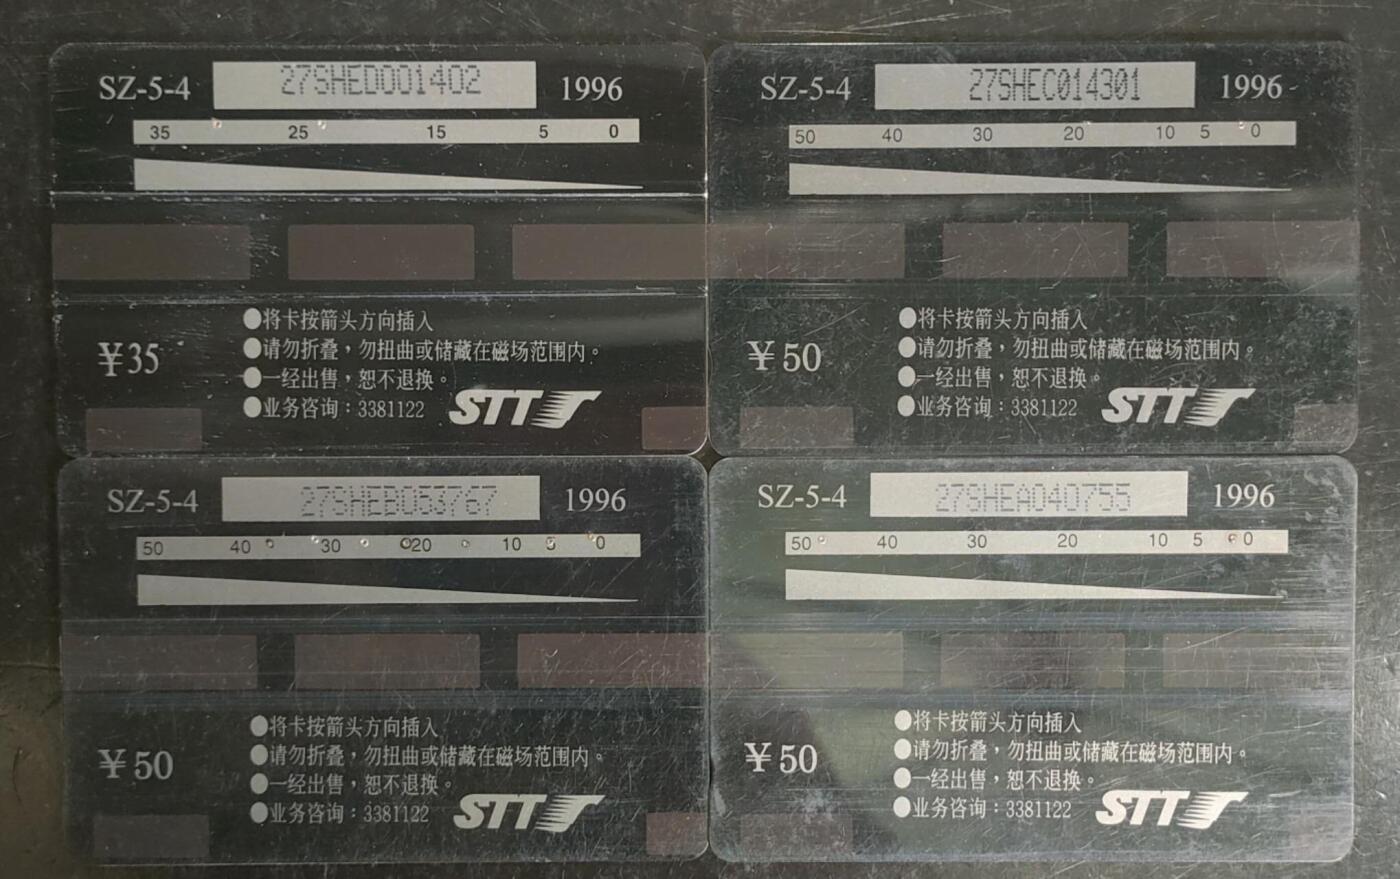 SZ-5-4 27SHED001402 1996
35 25 15 5 0
¥35
●将卡按箭头方向插入
●请勿折叠，勿扭曲或储藏在磁场范围内。
●一经出售，恕不退换。
●业务咨询：3381122
STT
SZ-5-4 27SHEC014301 1996
50 40 30 20 10 5 0
¥50
●将卡按箭头方向插入
●请勿折叠，勿扭曲或储藏在磁场范围内。
●一经出售，恕不退换。
●业务咨询：3381122
STT
SZ-5-4 27SHEB053767 1996
50 40 30 20 10 5 0
¥50
●将卡按箭头方向插入
●请勿折叠，勿扭曲或储藏在磁场范围内。
●一经出售，恕不退换。
●业务咨询：3381122
STT
SZ-5-4 27SHEA040755 1996
50 40 30 20 10 5 0
¥50
●将卡按箭头方向插入
●请勿折叠，勿扭曲或储藏在磁场范围内。
●一经出售，恕不退换。
●业务咨询：3381122
STT